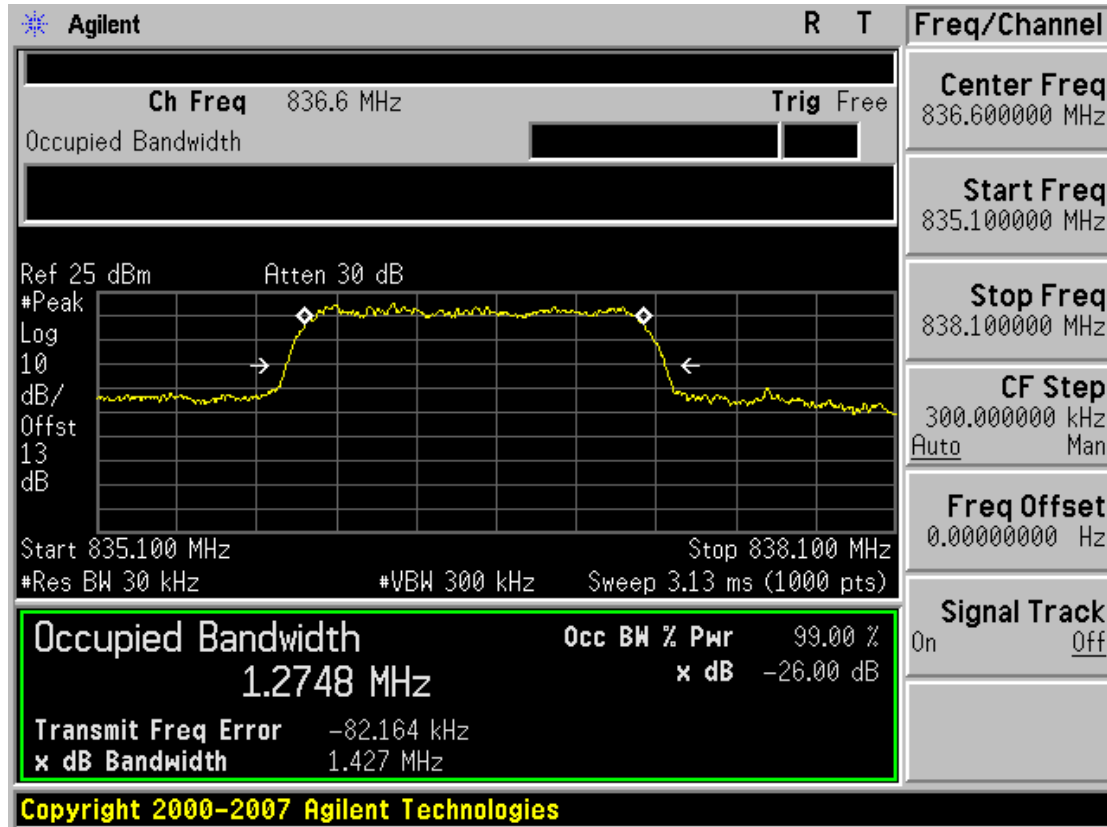 Agilent R T
Ch Freq 836.6 MHz Trig Free
Occupied Bandwidth
Ref 25 dBm Atten 30 dB
#Peak
Log
10
dB/
Offst
13
dB
Start 835.100 MHz Stop 838.100 MHz
#Res BW 30 kHz #VBW 300 kHz Sweep 3.13 ms (1000 pts)
Occupied Bandwidth
1.2748 MHz
Occ BW % Pwr 99.00 %
x dB -26.00 dB
Transmit Freq Error -82.164 kHz
x dB Bandwidth 1.427 MHz
Copyright 2000-2007 Agilent Technologies
Freq/Channel
Center Freq
836.600000 MHz
Start Freq
835.100000 MHz
Stop Freq
838.100000 MHz
CF Step
300.000000 kHz
Auto Man
Freq Offset
0.00000000 Hz
Signal Track
On Off